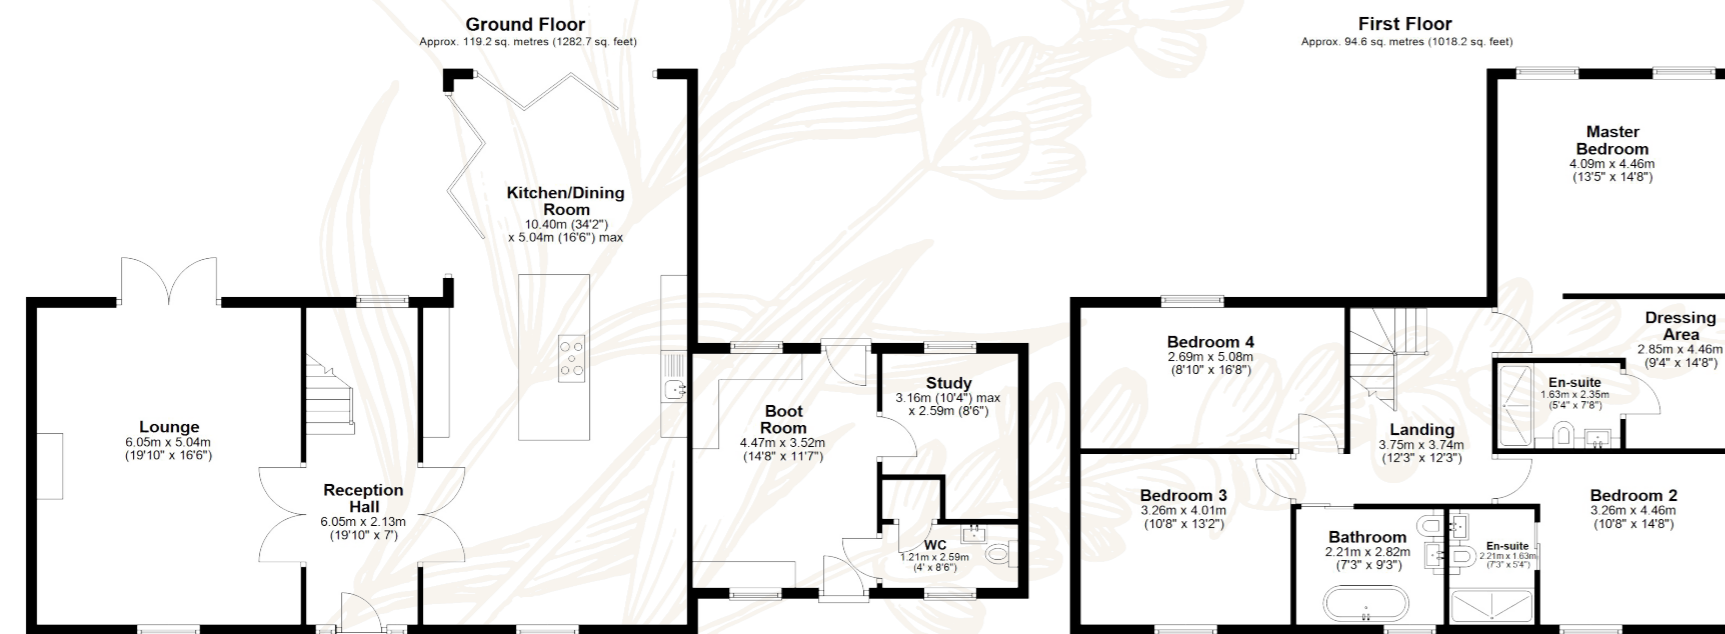 Ground Floor
Approx. 119.2 sq. metres (1282.7 sq. feet)
Kitchen/Dining
Room
10.40m (34'2")
x 5.04m (16'6") max
Lounge
6.05m x 5.04m
(19'10" x 16'6")
Reception
Hall
6.05m x 2.13m
(19'10" x 7')
Boot
Room
4.47m x 3.52m
(14'8" x 11'7")
Study
3.16m (10'4") max
x 2.59m (8'6")
WC
1.21m x 2.59m
(4' x 8'6")
First Floor
Approx. 94.6 sq. metres (1018.2 sq. feet)
Master
Bedroom
4.09m x 4.46m
(13'5" x 14'8")
Dressing
Area
2.85m x 4.46m
(9'4" x 14'8")
Bedroom 4
2.69m x 5.08m
(8'10" x 16'8")
En-suite
1.63m x 2.35m
(5'4" x 7'8")
Landing
3.75m x 3.74m
(12'3" x 12'3")
Bedroom 3
3.26m x 4.01m
(10'8" x 13'2")
Bathroom
2.21m x 2.82m
(7'3" x 9'3")
En-suite
2.21m x 1.63m
(7'3" x 5'4")
Bedroom 2
3.26m x 4.46m
(10'8" x 14'8")